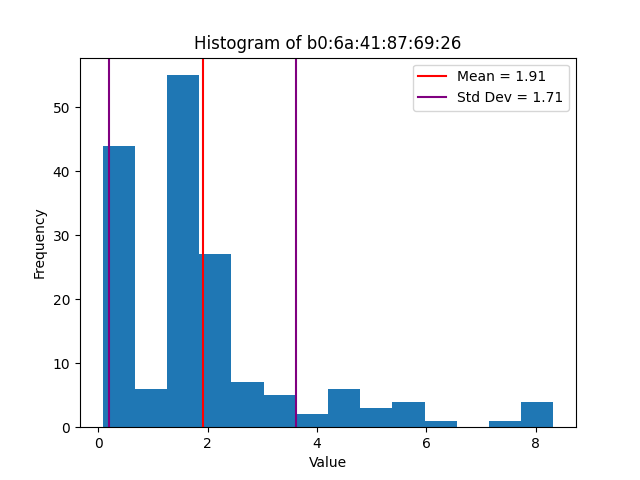 Histogram of b0:6a:41:87:69:26
Mean = 1.91
Std Dev = 1.71
Frequency
50
40
30
20
10
0
0 2 4 6 8
Value